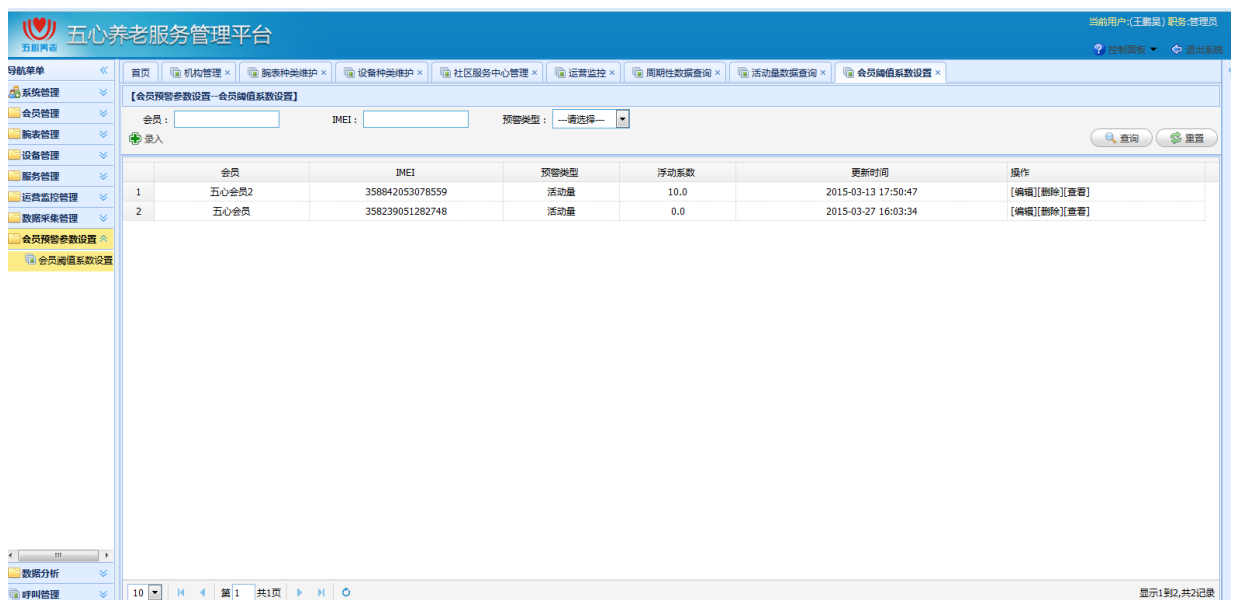 当前用户:(王鹏昊) 职务:管理员
五心养老服务管理平台
五心养老
控制面板 退出系统
导航菜单
系统管理
会员管理
腕表管理
设备管理
服务管理
运营监控管理
数据采集管理
会员预警参数设置
会员阈值系数设置
数据分析
呼叫管理
首页 机构管理 × 腕表种类维护 × 设备种类维护 × 社区服务中心管理 × 运营监控 × 周期性数据查询 × 活动量数据查询 × 会员阈值系数设置 ×
【会员预警参数设置--会员阈值系数设置】
会员： IMEI： 预警类型： ---请选择---
录入 查询 重置
会员 IMEI 预警类型 浮动系数 更新时间 操作
1 五心会员2 358842053078559 活动量 10.0 2015-03-13 17:50:47 [编辑][删除][查看]
2 五心会员 358239051282748 活动量 0.0 2015-03-27 16:03:34 [编辑][删除][查看]
10 第 1 共1页 显示1到2,共2记录